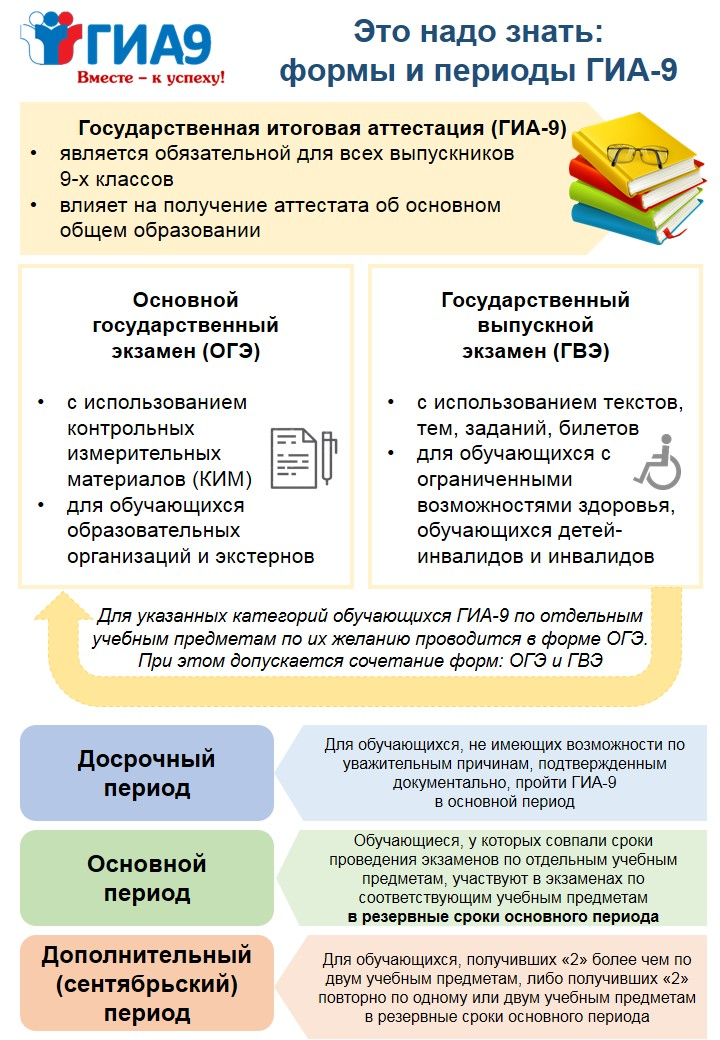 ГИА9
Вместе – к успеху!
Это надо знать:
формы и периоды ГИА-9
Государственная итоговая аттестация (ГИА-9)
• является обязательной для всех выпускников
9-х классов
• влияет на получение аттестата об основном
общем образовании
Основной
государственный
экзамен (ОГЭ)
• с использованием
контрольных
измерительных
материалов (КИМ)
• для обучающихся
образовательных
организаций и экстернов
Государственный
выпускной
экзамен (ГВЭ)
• с использованием текстов,
тем, заданий, билетов
• для обучающихся с
ограниченными
возможностями здоровья,
обучающихся детей-
инвалидов и инвалидов
Для указанных категорий обучающихся ГИА-9 по отдельным
учебным предметам по их желанию проводится в форме ОГЭ.
При этом допускается сочетание форм: ОГЭ и ГВЭ
Досрочный
период
Для обучающихся, не имеющих возможности по
уважительным причинам, подтвержденным
документально, пройти ГИА-9
в основной период
Основной
период
Обучающиеся, у которых совпали сроки
проведения экзаменов по отдельным учебным
предметам, участвуют в экзаменах по
соответствующим учебным предметам
в резервные сроки основного периода
Дополнительный
(сентябрьский)
период
Для обучающихся, получивших «2» более чем по
двум учебным предметам, либо получивших «2»
повторно по одному или двум учебным предметам
в резервные сроки основного периода